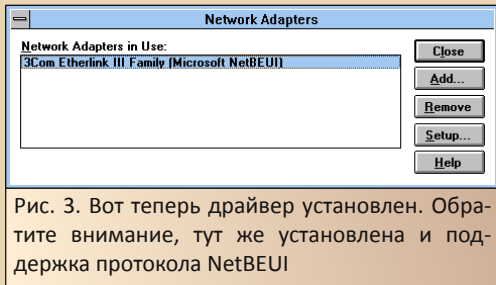 Network Adapters
Network Adapters in Use:
3Com Etherlink III Family (Microsoft NetBEUI)
Close
Add...
Remove
Setup...
Help
Рис. 3. Вот теперь драйвер установлен. Обра-
тите внимание, тут же установлена и под-
держка протокола NetBEUI